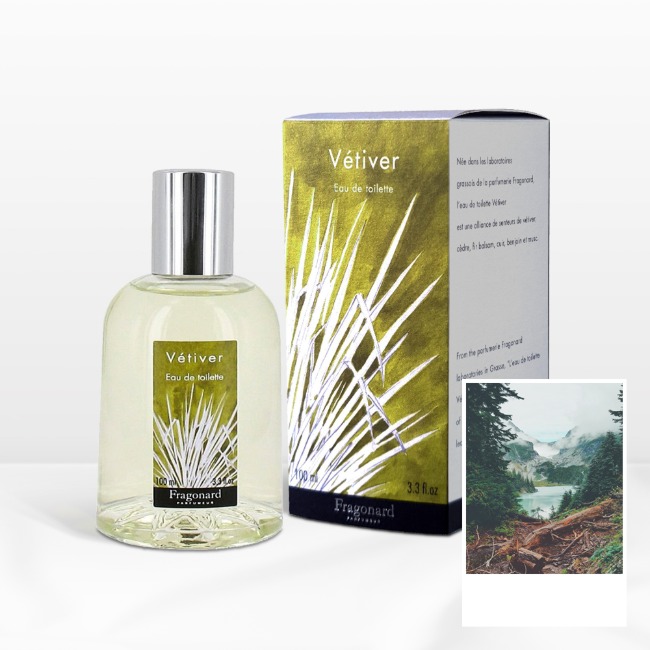 Vétiver
Eau de toilette
100 ml
3.3 fl.oz
Fragonard
PARFUMEUR
Vétiver
Eau de toilette
100 ml
3.3 fl.oz
Fragonard
PARFUMEUR
Née dans les laboratoires
grassois de la parfumerie Fragonard,
l'eau de toilette Vétiver
est une alliance de senteurs de vétiver,
cèdre, fir balsam, cuir, benjoin et musc.
From the parfumerie Fragonard
laboratories in Grasse, "L'eau de toilette
of